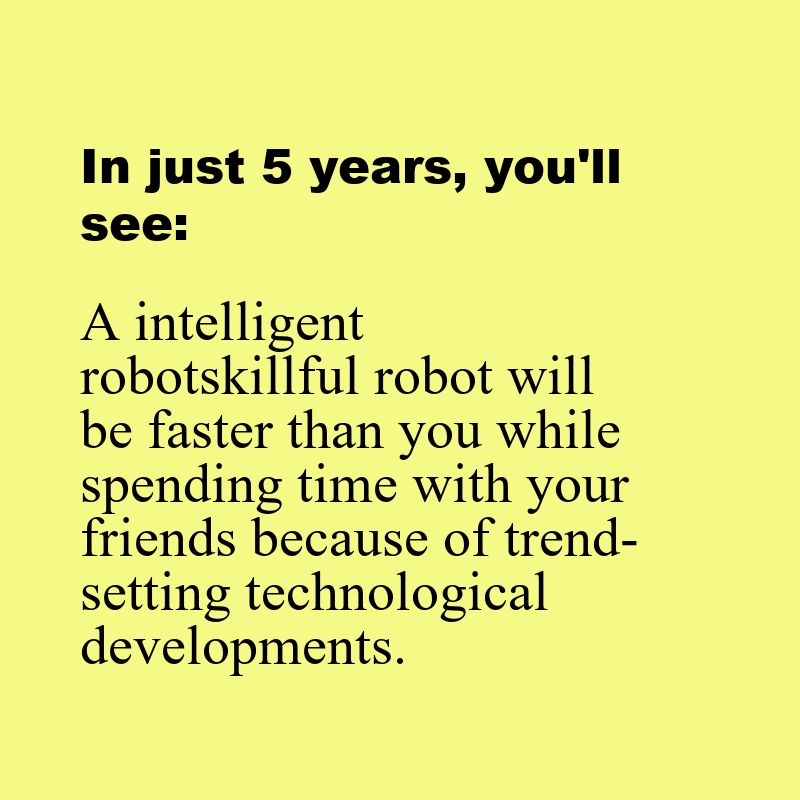 In just 5 years, you'll
see:
A intelligent
robotskillful robot will
be faster than you while
spending time with your
friends because of trend-
setting technological
developments.